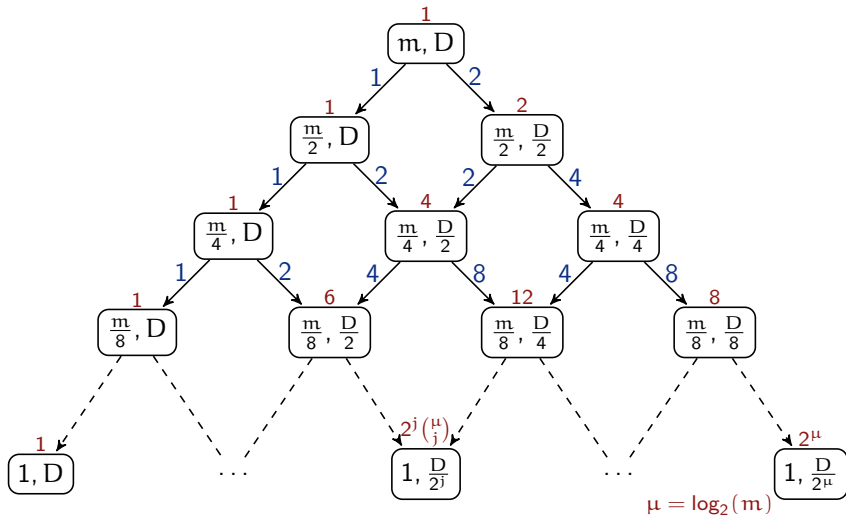 1
m, D
1 2
1 2
m/2, D m/2, D/2
1 2 2 4
1 4 4
m/4, D m/4, D/2 m/4, D/4
1 2 4 8 4 8
1 6 12 8
m/8, D m/8, D/2 m/8, D/4 m/8, D/8
1 2^j (μ j) 2^μ
1, D ... 1, D/2^j ... 1, D/2^μ
μ = log₂(m)